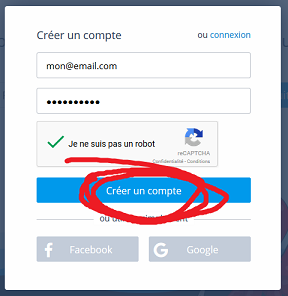 Créer un compte
ou connexion
mon@email.com
Je ne suis pas un robot
reCAPTCHA
Confidentialité - Conditions
Créer un compte
ou
Facebook
Google